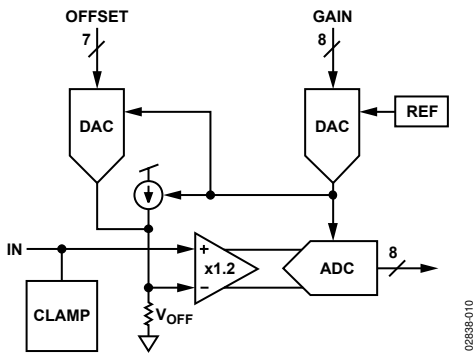 OFFSET
GAIN
7
8
DAC
DAC
REF
IN
+
x1.2
−
ADC
8
CLAMP
VOFF
02838-010